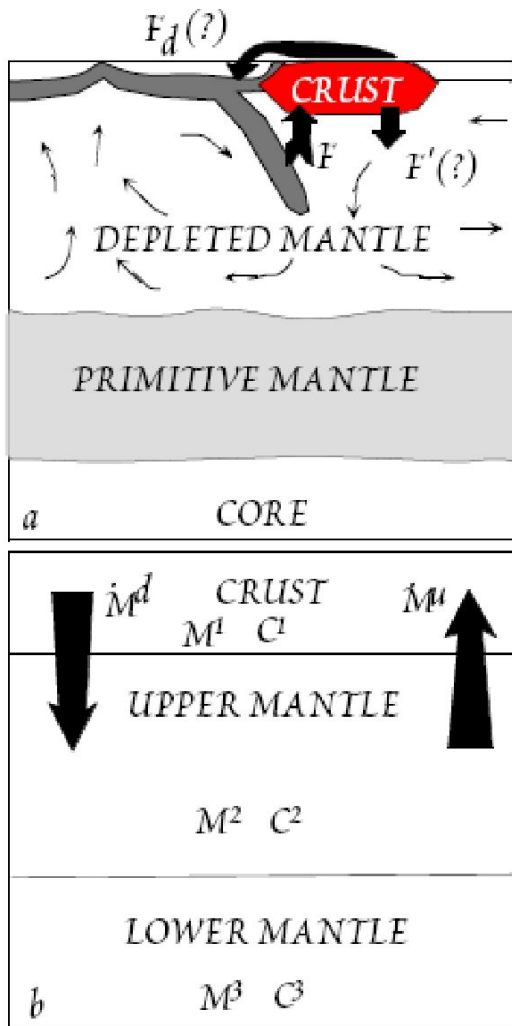 F_d(?)
CRUST
F F'(?)
DEPLETED MANTLE
PRIMITIVE MANTLE
a CORE
Ṁᵈ CRUST Ṁᵘ
M¹ C¹
UPPER MANTLE
M² C²
LOWER MANTLE
b M³ C³